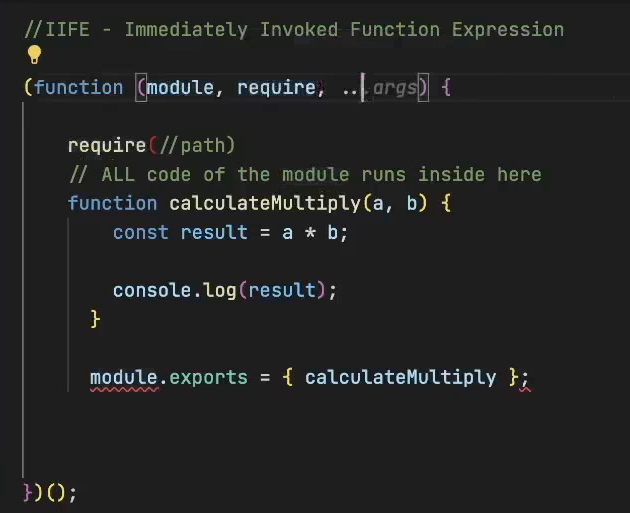 //IIFE - Immediately Invoked Function Expression
(function (module, require, ...args) {
require(//path)
// ALL code of the module runs inside here
function calculateMultiply(a, b) {
const result = a * b;
console.log(result);
}
module.exports = { calculateMultiply };
})();